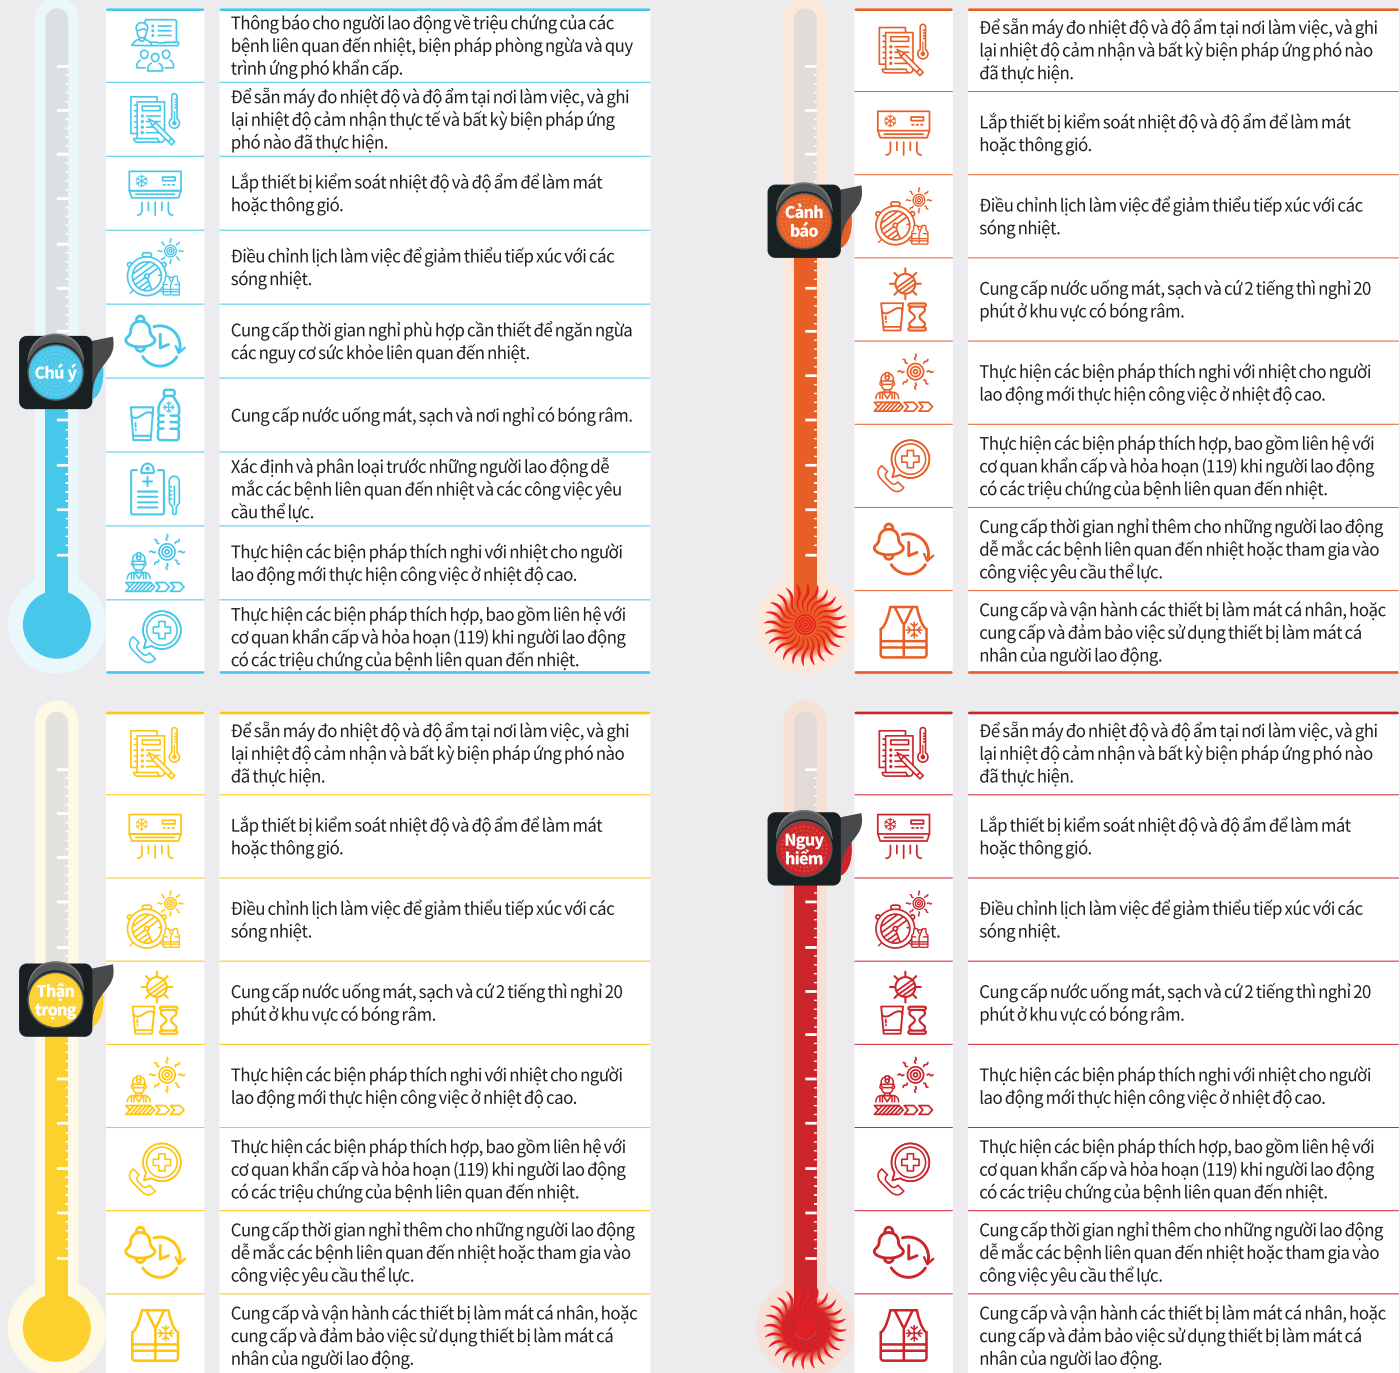 Chú ý
Thông báo cho người lao động về triệu chứng của các
bệnh liên quan đến nhiệt, biện pháp phòng ngừa và quy
trình ứng phó khẩn cấp.
Để sẵn máy đo nhiệt độ và độ ẩm tại nơi làm việc, và ghi
lại nhiệt độ cảm nhận thực tế và bất kỳ biện pháp ứng
phó nào đã thực hiện.
Lắp thiết bị kiểm soát nhiệt độ và độ ẩm để làm mát
hoặc thông gió.
Điều chỉnh lịch làm việc để giảm thiểu tiếp xúc với các
sóng nhiệt.
Cung cấp thời gian nghỉ phù hợp cần thiết để ngăn ngừa
các nguy cơ sức khỏe liên quan đến nhiệt.
Cung cấp nước uống mát, sạch và nơi nghỉ có bóng râm.
Xác định và phân loại trước những người lao động dễ
mắc các bệnh liên quan đến nhiệt và các công việc yêu
cầu thể lực.
Thực hiện các biện pháp thích nghi với nhiệt cho người
lao động mới thực hiện công việc ở nhiệt độ cao.
Thực hiện các biện pháp thích hợp, bao gồm liên hệ với
cơ quan khẩn cấp và hỏa hoạn (119) khi người lao động
có các triệu chứng của bệnh liên quan đến nhiệt.
Cảnh
báo
Để sẵn máy đo nhiệt độ và độ ẩm tại nơi làm việc, và ghi
lại nhiệt độ cảm nhận và bất kỳ biện pháp ứng phó nào
đã thực hiện.
Lắp thiết bị kiểm soát nhiệt độ và độ ẩm để làm mát
hoặc thông gió.
Điều chỉnh lịch làm việc để giảm thiểu tiếp xúc với các
sóng nhiệt.
Cung cấp nước uống mát, sạch và cứ 2 tiếng thì nghỉ 20
phút ở khu vực có bóng râm.
Thực hiện các biện pháp thích nghi với nhiệt cho người
lao động mới thực hiện công việc ở nhiệt độ cao.
Thực hiện các biện pháp thích hợp, bao gồm liên hệ với
cơ quan khẩn cấp và hỏa hoạn (119) khi người lao động
có các triệu chứng của bệnh liên quan đến nhiệt.
Cung cấp thời gian nghỉ thêm cho những người lao động
dễ mắc các bệnh liên quan đến nhiệt hoặc tham gia vào
công việc yêu cầu thể lực.
Cung cấp và vận hành các thiết bị làm mát cá nhân, hoặc
cung cấp và đảm bảo việc sử dụng thiết bị làm mát cá
nhân của người lao động.
Thận
trọng
Để sẵn máy đo nhiệt độ và độ ẩm tại nơi làm việc, và ghi
lại nhiệt độ cảm nhận và bất kỳ biện pháp ứng phó nào
đã thực hiện.
Lắp thiết bị kiểm soát nhiệt độ và độ ẩm để làm mát
hoặc thông gió.
Điều chỉnh lịch làm việc để giảm thiểu tiếp xúc với các
sóng nhiệt.
Cung cấp nước uống mát, sạch và cứ 2 tiếng thì nghỉ 20
phút ở khu vực có bóng râm.
Thực hiện các biện pháp thích nghi với nhiệt cho người
lao động mới thực hiện công việc ở nhiệt độ cao.
Thực hiện các biện pháp thích hợp, bao gồm liên hệ với
cơ quan khẩn cấp và hỏa hoạn (119) khi người lao động
có các triệu chứng của bệnh liên quan đến nhiệt.
Cung cấp thời gian nghỉ thêm cho những người lao động
dễ mắc các bệnh liên quan đến nhiệt hoặc tham gia vào
công việc yêu cầu thể lực.
Cung cấp và vận hành các thiết bị làm mát cá nhân, hoặc
cung cấp và đảm bảo việc sử dụng thiết bị làm mát cá
nhân của người lao động.
Nguy
hiểm
Để sẵn máy đo nhiệt độ và độ ẩm tại nơi làm việc, và ghi
lại nhiệt độ cảm nhận và bất kỳ biện pháp ứng phó nào
đã thực hiện.
Lắp thiết bị kiểm soát nhiệt độ và độ ẩm để làm mát
hoặc thông gió.
Điều chỉnh lịch làm việc để giảm thiểu tiếp xúc với các
sóng nhiệt.
Cung cấp nước uống mát, sạch và cứ 2 tiếng thì nghỉ 20
phút ở khu vực có bóng râm.
Thực hiện các biện pháp thích nghi với nhiệt cho người
lao động mới thực hiện công việc ở nhiệt độ cao.
Thực hiện các biện pháp thích hợp, bao gồm liên hệ với
cơ quan khẩn cấp và hỏa hoạn (119) khi người lao động
có các triệu chứng của bệnh liên quan đến nhiệt.
Cung cấp thời gian nghỉ thêm cho những người lao động
dễ mắc các bệnh liên quan đến nhiệt hoặc tham gia vào
công việc yêu cầu thể lực.
Cung cấp và vận hành các thiết bị làm mát cá nhân, hoặc
cung cấp và đảm bảo việc sử dụng thiết bị làm mát cá
nhân của người lao động.